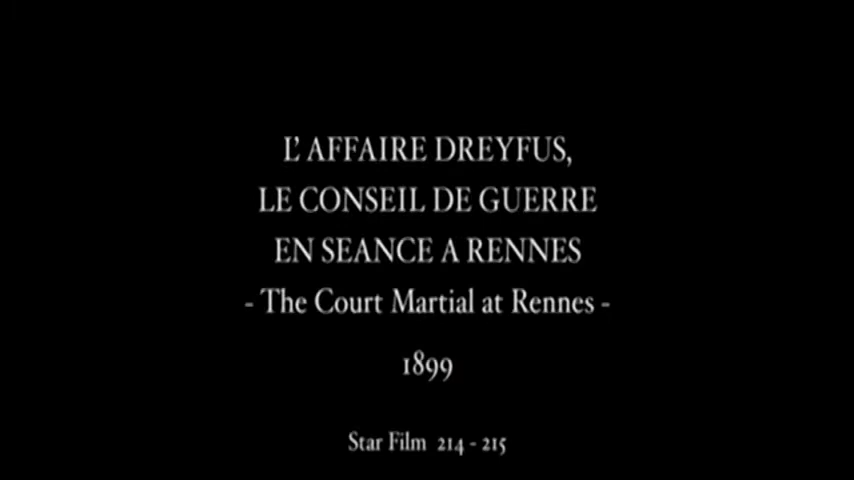 L' AFFAIRE DREYFUS,
LE CONSEIL DE GUERRE
EN SEANCE A RENNES
- The Court Martial at Rennes -
1899
Star Film 214 - 215